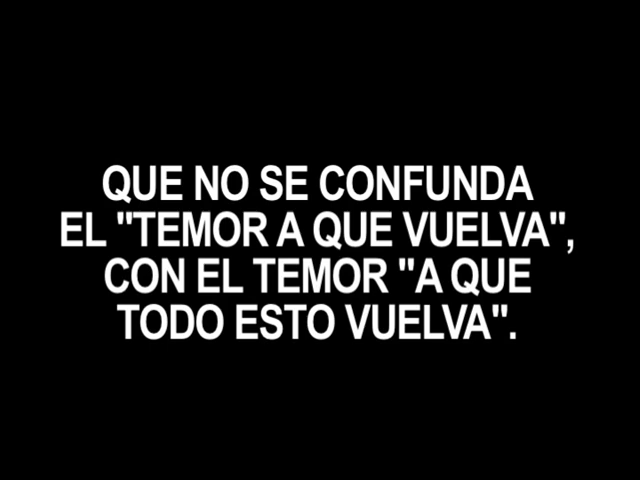 QUE NO SE CONFUNDA
EL "TEMOR A QUE VUELVA",
CON EL TEMOR "A QUE
TODO ESTO VUELVA".